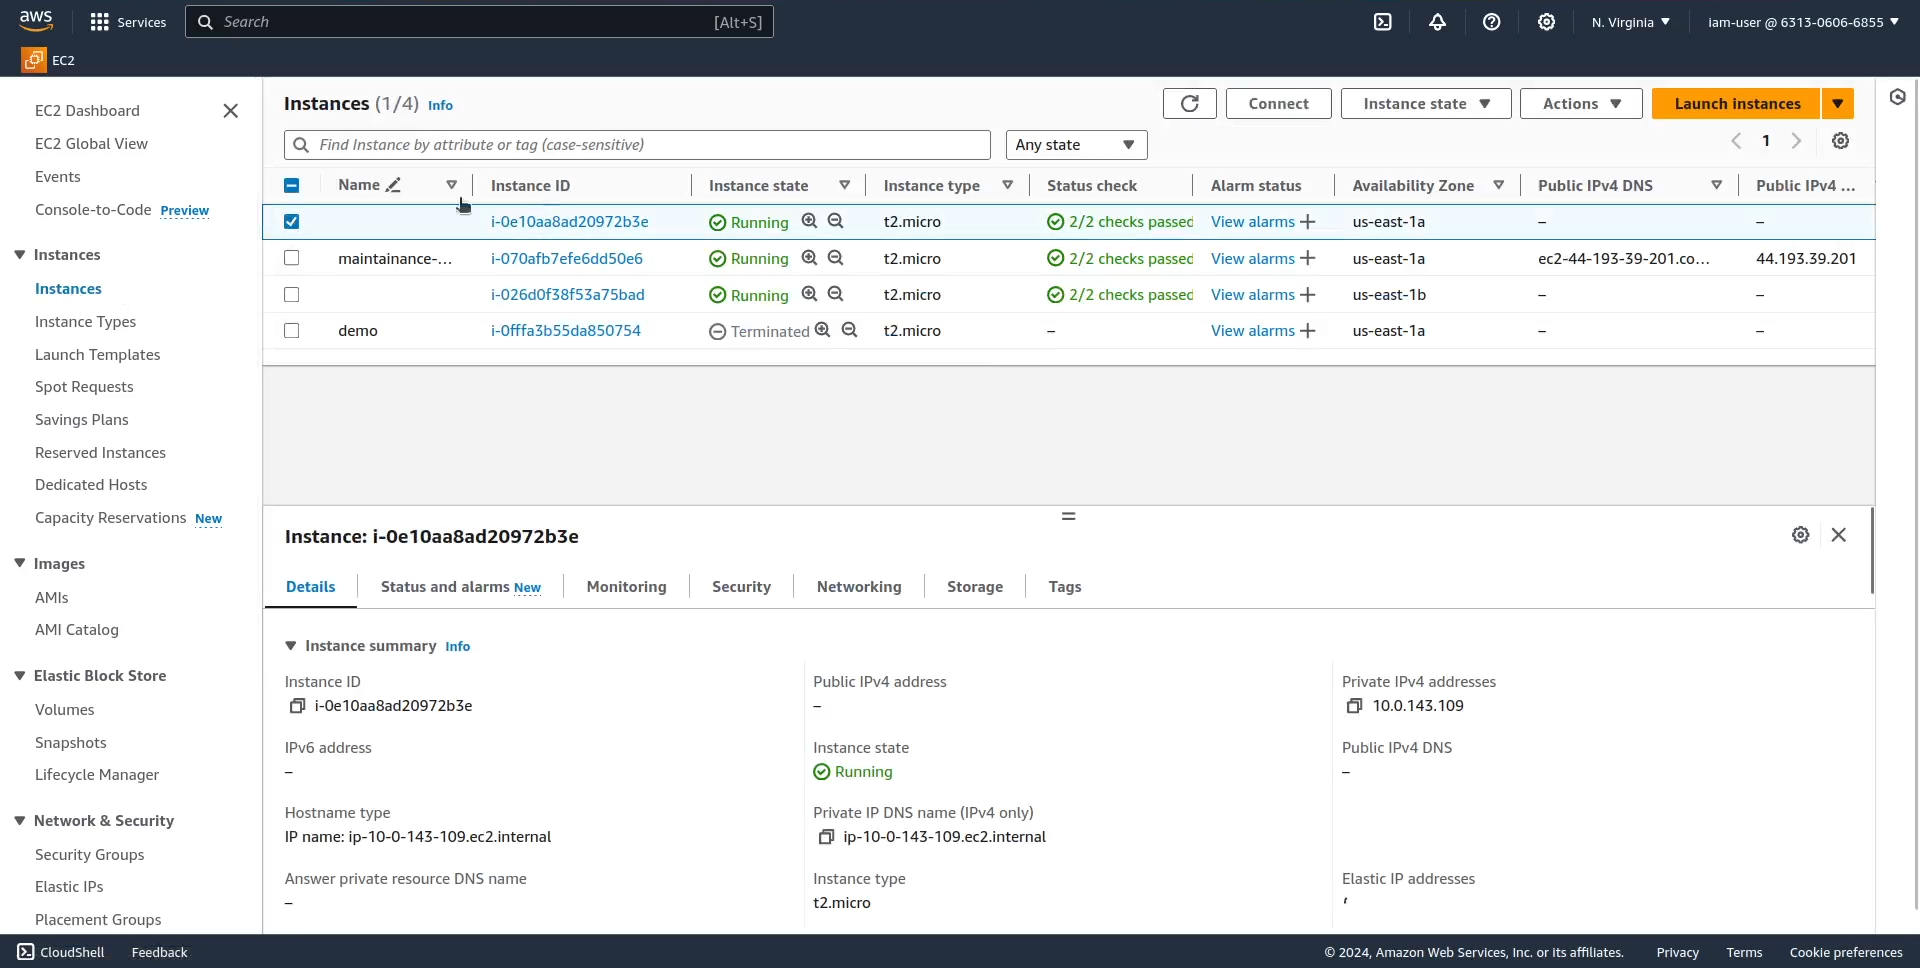 aws
Services
Search
[Alt+S]
N. Virginia
iam-user @ 6313-0606-6855
EC2
EC2 Dashboard
EC2 Global View
Events
Console-to-Code Preview
Instances
Instances
Instance Types
Launch Templates
Spot Requests
Savings Plans
Reserved Instances
Dedicated Hosts
Capacity Reservations New
Images
AMIs
AMI Catalog
Elastic Block Store
Volumes
Snapshots
Lifecycle Manager
Network & Security
Security Groups
Elastic IPs
Placement Groups
Instances (1/4) Info
Connect
Instance state
Actions
Launch instances
Find Instance by attribute or tag (case-sensitive)
Any state
1
Name Instance ID Instance state Instance type Status check Alarm status Availability Zone Public IPv4 DNS Public IPv4 ...
i-0e10aa8ad20972b3e Running t2.micro 2/2 checks passed View alarms + us-east-1a – –
maintainance-... i-070afb7efe6dd50e6 Running t2.micro 2/2 checks passed View alarms + us-east-1a ec2-44-193-39-201.co... 44.193.39.201
i-026d0f38f53a75bad Running t2.micro 2/2 checks passed View alarms + us-east-1b – –
demo i-0fffa3b55da850754 Terminated t2.micro – View alarms + us-east-1a – –
Instance: i-0e10aa8ad20972b3e
Details
Status and alarms New
Monitoring
Security
Networking
Storage
Tags
Instance summary Info
Instance ID
i-0e10aa8ad20972b3e
Public IPv4 address
–
Private IPv4 addresses
10.0.143.109
IPv6 address
–
Instance state
Running
Public IPv4 DNS
–
Hostname type
IP name: ip-10-0-143-109.ec2.internal
Private IP DNS name (IPv4 only)
ip-10-0-143-109.ec2.internal
Answer private resource DNS name
–
Instance type
t2.micro
Elastic IP addresses
CloudShell
Feedback
© 2024, Amazon Web Services, Inc. or its affiliates.
Privacy
Terms
Cookie preferences